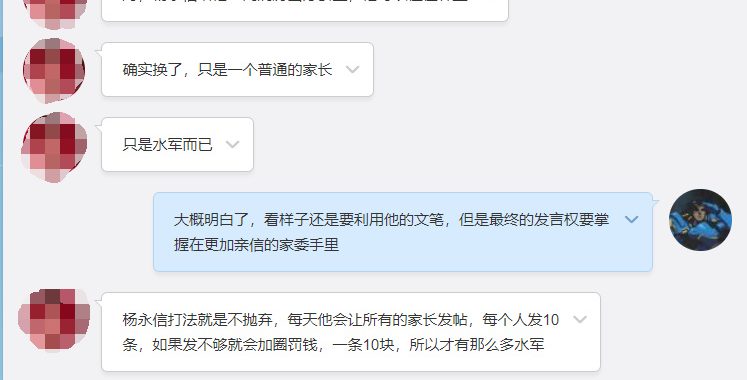 确实换了，只是一个普通的家长
只是水军而已
大概明白了，看样子还是要利用他的文笔，但是最终的发言权要掌
握在更加亲信的家委手里
杨永信打法就是不抛弃，每天他会让所有的家长发帖，每个人发10
条，如果发不够就会加圈罚钱，一条10块，所以才有那么多水军